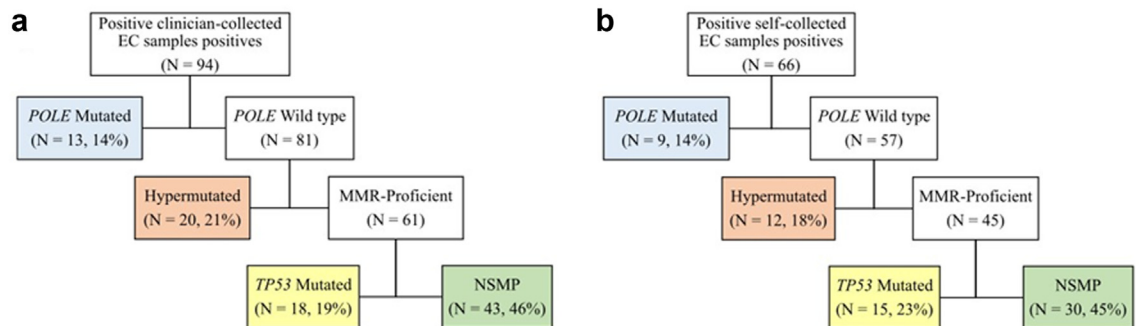 a
Positive clinician-collected
EC samples positives
(N = 94)
POLE Mutated
(N = 13, 14%)
POLE Wild type
(N = 81)
Hypermutated
(N = 20, 21%)
MMR-Proficient
(N = 61)
TP53 Mutated
(N = 18, 19%)
NSMP
(N = 43, 46%)
b
Positive self-collected
EC samples positives
(N = 66)
POLE Mutated
(N = 9, 14%)
POLE Wild type
(N = 57)
Hypermutated
(N = 12, 18%)
MMR-Proficient
(N = 45)
TP53 Mutated
(N = 15, 23%)
NSMP
(N = 30, 45%)